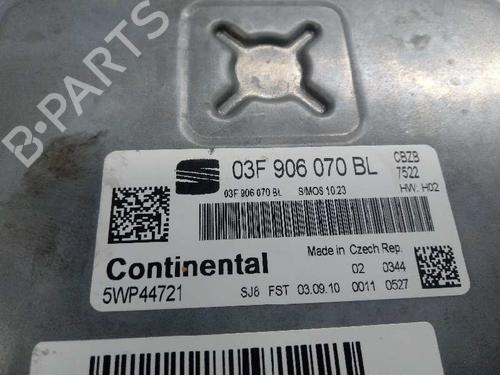 B-PARTS
03F 906 070 BL
CBZB
7522
03F 906 070 BL SIMOS 10.23
HW: H02
Continental
Made in Czech Rep.
02 0344
5WP44721
SJ8 FST 03.09.10 0011 0527